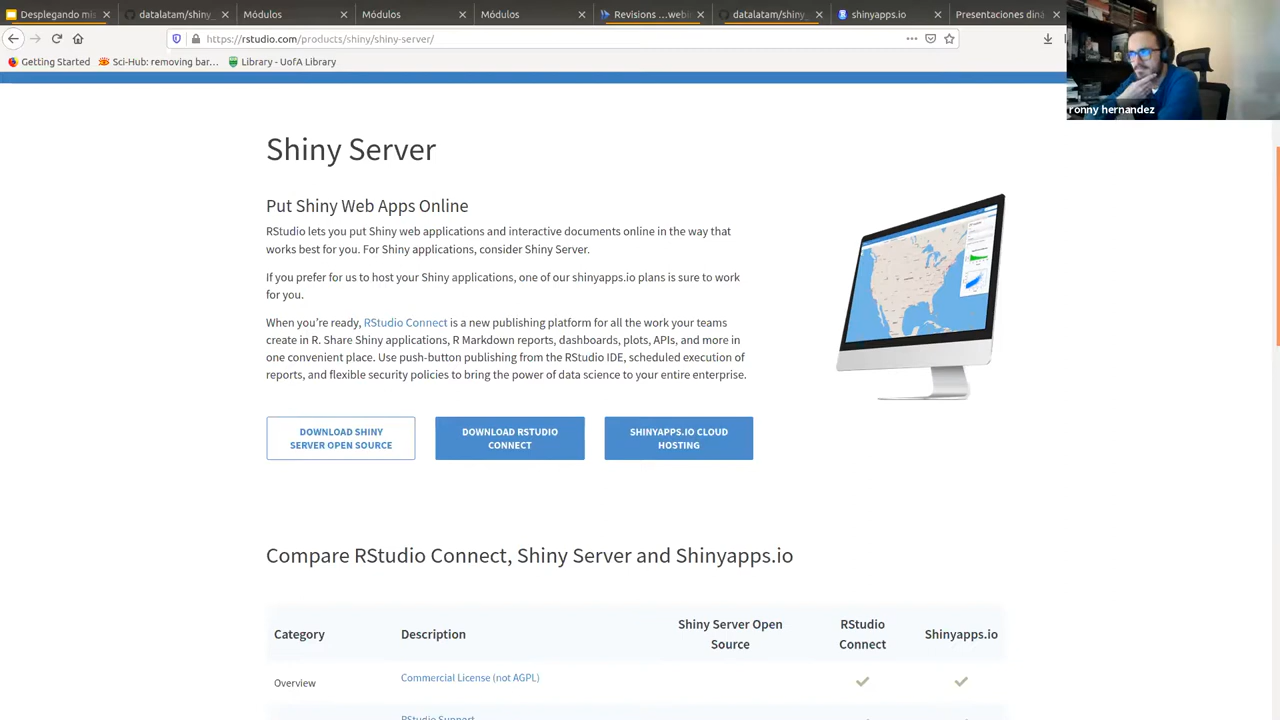 Desplegando mis
datalatam/shiny_
Módulos
Módulos
Módulos
Revisions ...webl
datalatam/shiny_
shinyapps.io
Presentaciones diná
https://rstudio.com/products/shiny/shiny-server/
Getting Started
Sci-Hub: removing bar...
Library - UofA Library
ronny hernandez
Shiny Server
Put Shiny Web Apps Online
RStudio lets you put Shiny web applications and interactive documents online in the way that
works best for you. For Shiny applications, consider Shiny Server.
If you prefer for us to host your Shiny applications, one of our shinyapps.io plans is sure to work
for you.
When you're ready, RStudio Connect is a new publishing platform for all the work your teams
create in R. Share Shiny applications, R Markdown reports, dashboards, plots, APIs, and more in
one convenient place. Use push-button publishing from the RStudio IDE, scheduled execution of
reports, and flexible security policies to bring the power of data science to your entire enterprise.
DOWNLOAD SHINY
SERVER OPEN SOURCE
DOWNLOAD RSTUDIO
CONNECT
SHINYAPPS.IO CLOUD
HOSTING
Compare RStudio Connect, Shiny Server and Shinyapps.io
Category
Description
Shiny Server Open
Source
RStudio
Connect
Shinyapps.io
Overview
Commercial License (not AGPL)
RStudio Support